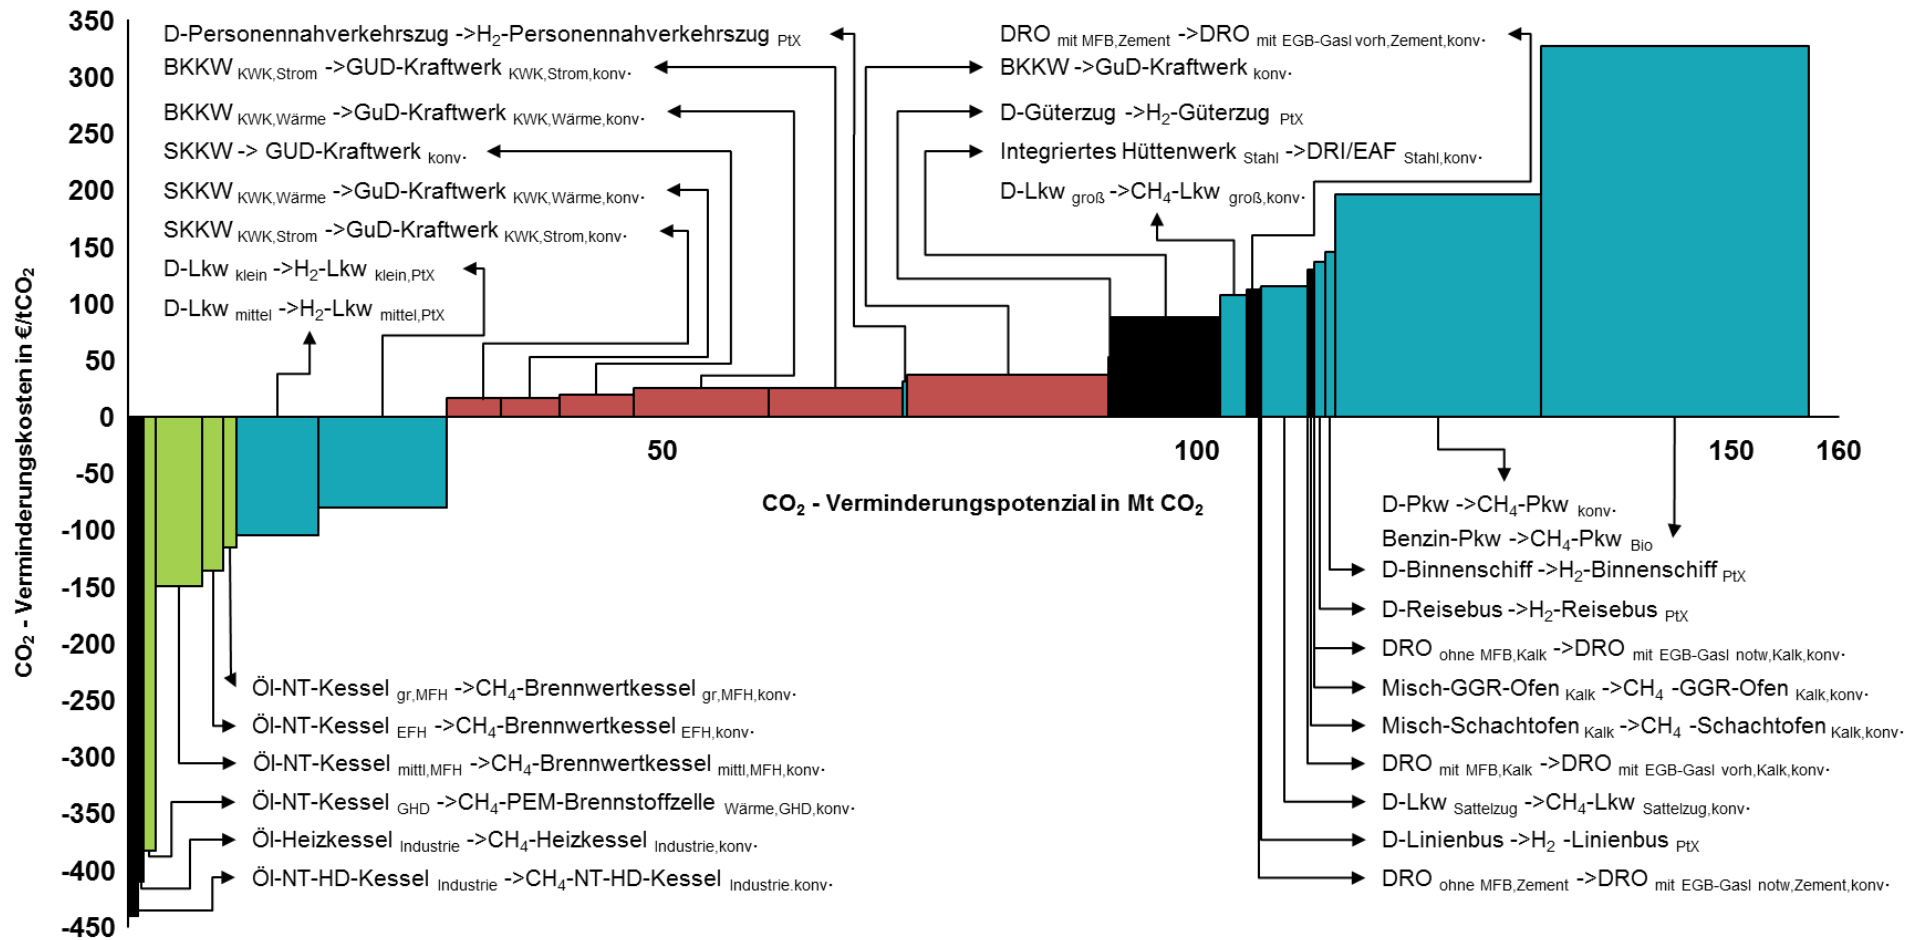 350
300
250
200
150
100
50
0
-50
-100
-150
-200
-250
-300
-350
-400
-450
CO₂ - Verminderungskosten in €/tCO₂
D-Personennahverkehrszug ->H₂-Personennahverkehrszug PtX
BKKW KWK,Strom ->GUD-Kraftwerk KWK,Strom,konv.
BKKW KWK,Wärme ->GuD-Kraftwerk KWK,Wärme,konv.
SKKW -> GUD-Kraftwerk konv.
SKKW KWK,Wärme ->GuD-Kraftwerk KWK,Wärme,konv.
SKKW KWK,Strom ->GuD-Kraftwerk KWK,Strom,konv.
D-Lkw klein ->H₂-Lkw klein,PtX
D-Lkw mittel ->H₂-Lkw mittel,PtX
DRO mit MFB,Zement ->DRO mit EGB-Gasl vorh,Zement,konv.
BKKW ->GuD-Kraftwerk konv.
D-Güterzug ->H₂-Güterzug PtX
Integriertes Hüttenwerk Stahl ->DRI/EAF Stahl,konv.
D-Lkw groß ->CH₄-Lkw groß,konv.
50
100
150
160
CO₂ - Verminderungspotenzial in Mt CO₂
D-Pkw ->CH₄-Pkw konv.
Benzin-Pkw ->CH₄-Pkw Bio
D-Binnenschiff ->H₂-Binnenschiff PtX
D-Reisebus ->H₂-Reisebus PtX
DRO ohne MFB,Kalk ->DRO mit EGB-Gasl notw,Kalk,konv.
Misch-GGR-Ofen Kalk ->CH₄ -GGR-Ofen Kalk,konv.
Misch-Schachtofen Kalk ->CH₄ -Schachtofen Kalk,konv.
DRO mit MFB,Kalk ->DRO mit EGB-Gasl vorh,Kalk,konv.
D-Lkw Sattelzug ->CH₄-Lkw Sattelzug,konv.
D-Linienbus ->H₂ -Linienbus PtX
DRO ohne MFB,Zement ->DRO mit EGB-Gasl notw,Zement,konv.
Öl-NT-Kessel gr,MFH ->CH₄-Brennwertkessel gr,MFH,konv.
Öl-NT-Kessel EFH ->CH₄-Brennwertkessel EFH,konv.
Öl-NT-Kessel mittl,MFH ->CH₄-Brennwertkessel mittl,MFH,konv.
Öl-NT-Kessel GHD ->CH₄-PEM-Brennstoffzelle Wärme,GHD,konv.
Öl-Heizkessel Industrie ->CH₄-Heizkessel Industrie,konv.
Öl-NT-HD-Kessel Industrie ->CH₄-NT-HD-Kessel Industrie.konv.